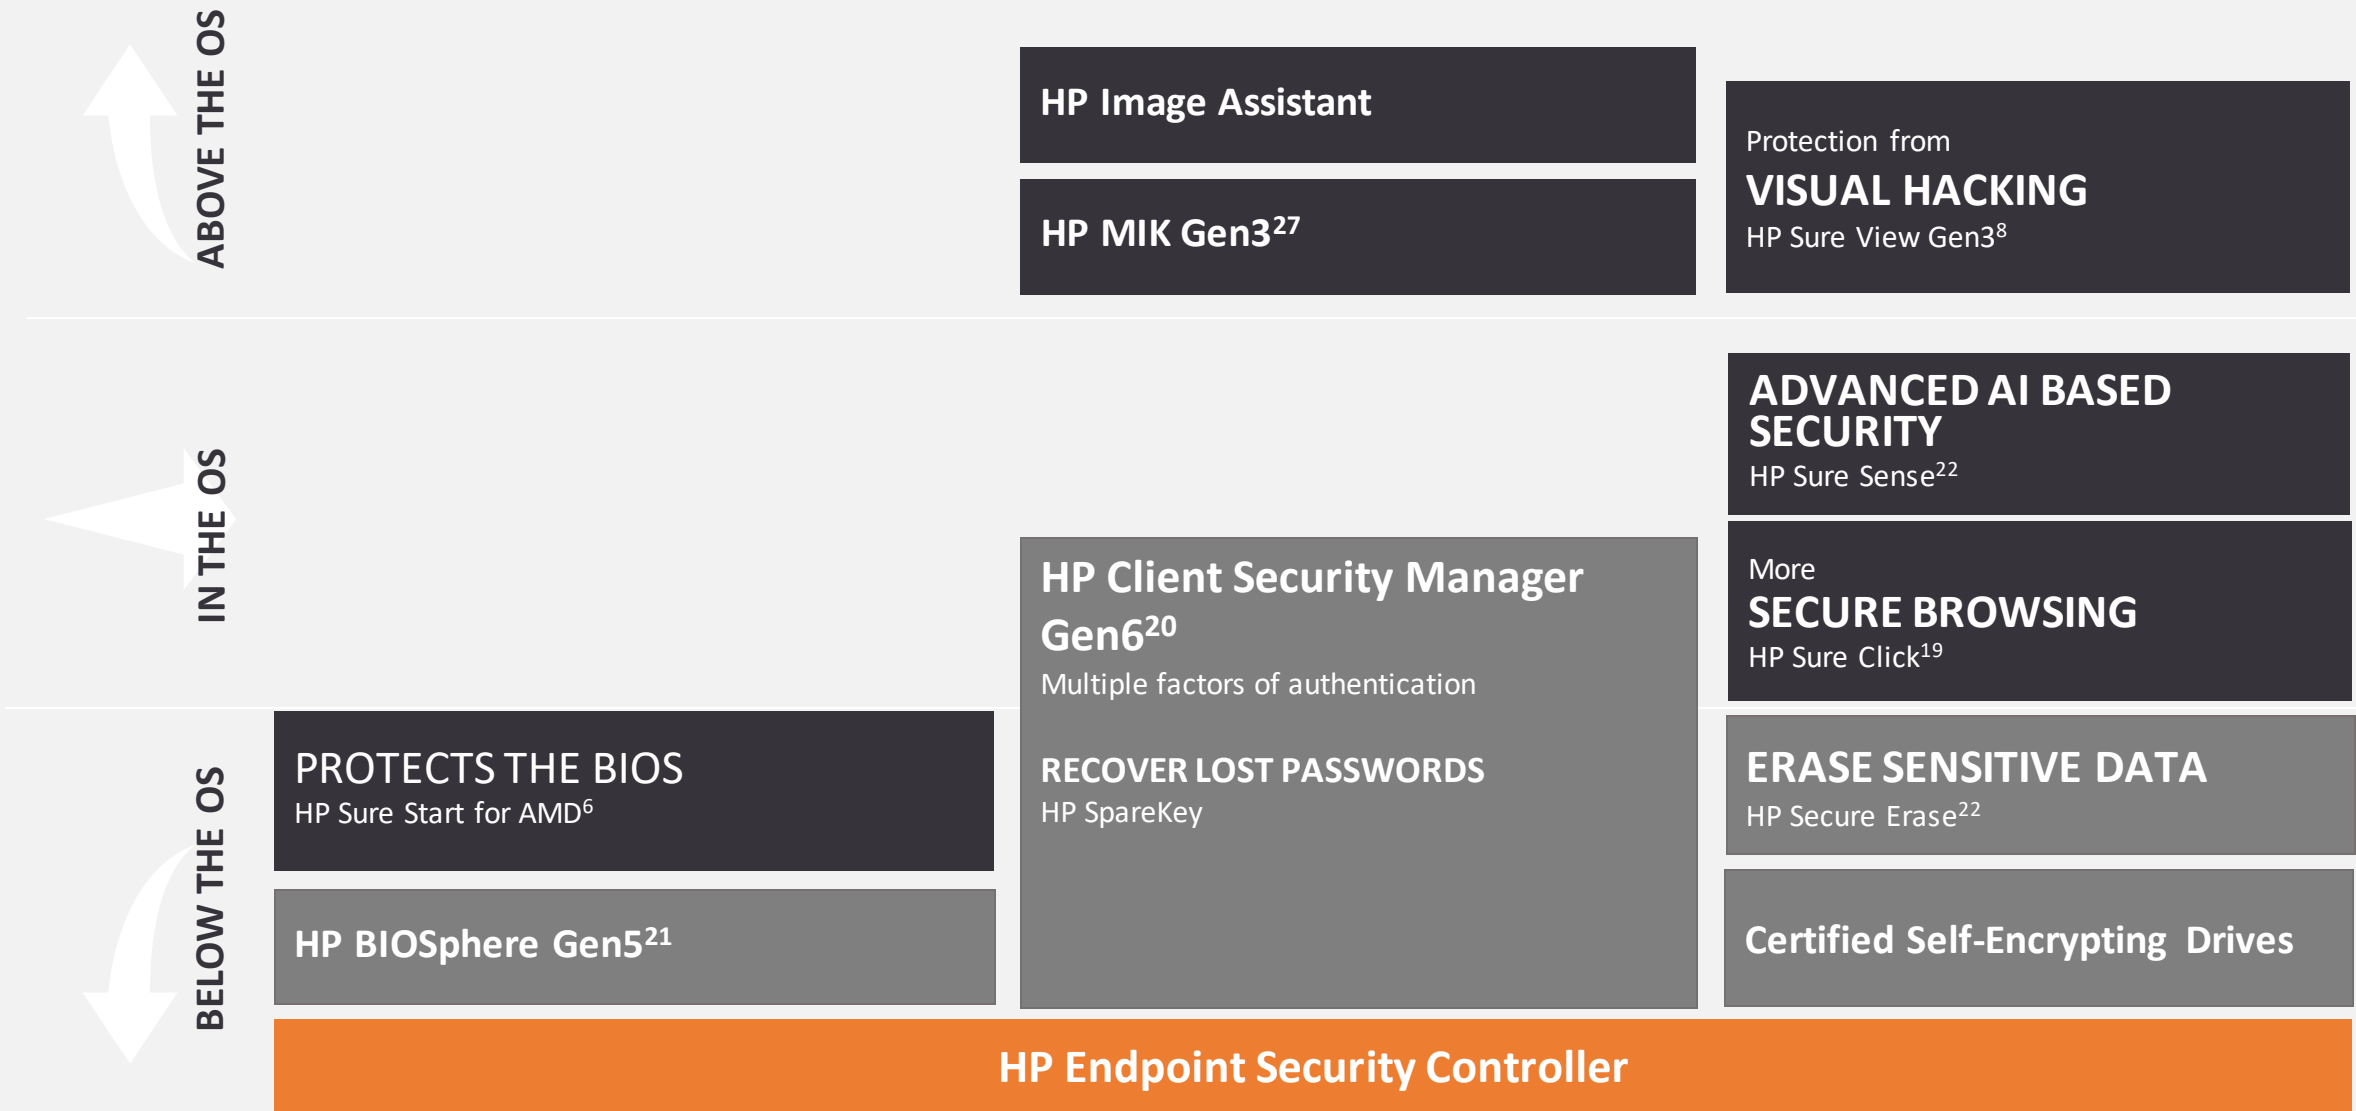 ABOVE THE OS
HP Image Assistant
HP MIK Gen3²⁷
Protection from
VISUAL HACKING
HP Sure View Gen3⁸
IN THE OS
ADVANCED AI BASED
SECURITY
HP Sure Sense²²
More
SECURE BROWSING
HP Sure Click¹⁹
HP Client Security Manager
Gen6²⁰
Multiple factors of authentication
RECOVER LOST PASSWORDS
HP SpareKey
BELOW THE OS
PROTECTS THE BIOS
HP Sure Start for AMD⁶
HP BIOSphere Gen5²¹
ERASE SENSITIVE DATA
HP Secure Erase²²
Certified Self-Encrypting Drives
HP Endpoint Security Controller